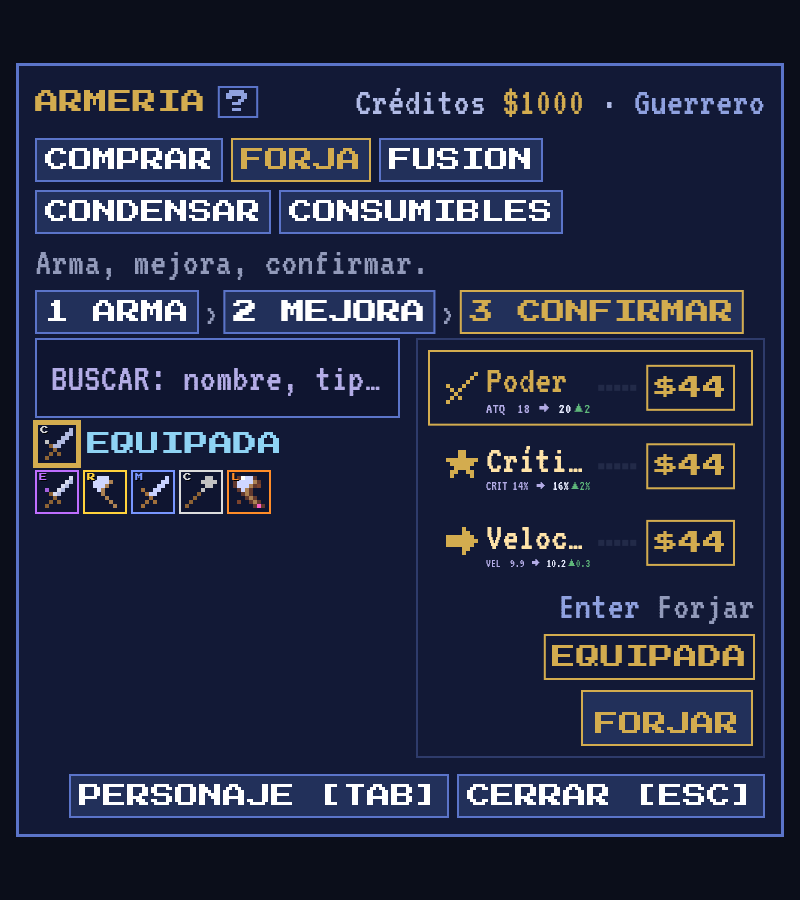 ARMERIA ? Créditos $1000 · Guerrero
COMPRAR FORJA FUSION
CONDENSAR CONSUMIBLES
Arma, mejora, confirmar.
1 ARMA › 2 MEJORA › 3 CONFIRMAR
BUSCAR: nombre, tip…
C EQUIPADA
E R M C L
Poder $44
ATQ 18 → 20 ▲2
Críti… $44
CRIT 14% → 16% ▲2%
Veloc… $44
VEL 9.9 → 10.2 ▲0.3
Enter Forjar
EQUIPADA
FORJAR
PERSONAJE [TAB] CERRAR [ESC]